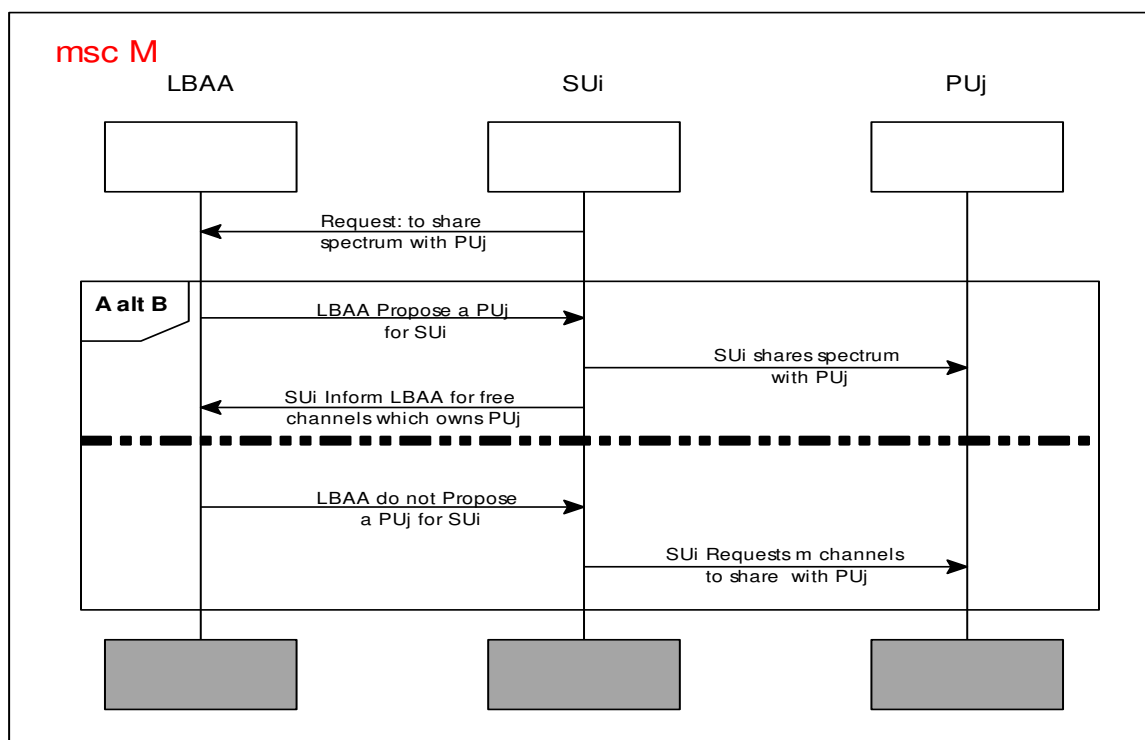 msc M
LBAA
SUi
PUj
Request: to share
spectrum with PUj
A alt B
LBAA Propose a PUj
for SUi
SUi shares spectrum
with PUj
SUi Inform LBAA for free
channels which owns PUj
LBAA do not Propose
a PUj for SUi
SUi Requests m channels
to share with PUj